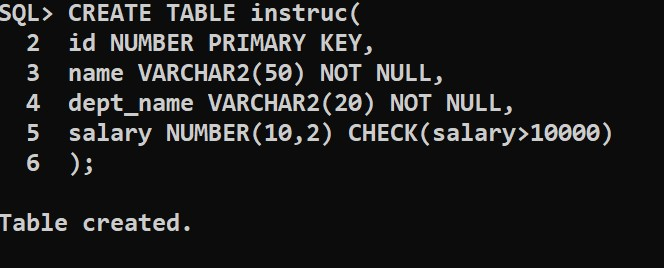 SQL> CREATE TABLE instruc(
  2  id NUMBER PRIMARY KEY,
  3  name VARCHAR2(50) NOT NULL,
  4  dept_name VARCHAR2(20) NOT NULL,
  5  salary NUMBER(10,2) CHECK(salary>10000)
  6  );
Table created.